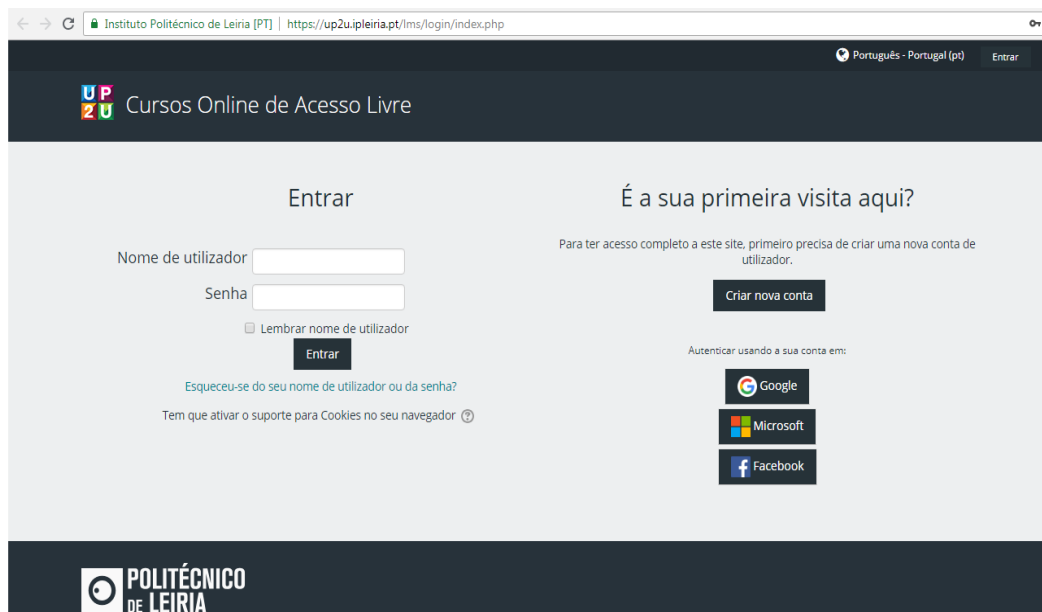 Instituto Politécnico de Leiria [PT] | https://up2u.ipleiria.pt/lms/login/index.php
Português - Portugal (pt) Entrar
UP
2U
Cursos Online de Acesso Livre
Entrar
Nome de utilizador
Senha
Lembrar nome de utilizador
Entrar
Esqueceu-se do seu nome de utilizador ou da senha?
Tem que ativar o suporte para Cookies no seu navegador ?
É a sua primeira visita aqui?
Para ter acesso completo a este site, primeiro precisa de criar uma nova conta de
utilizador.
Criar nova conta
Autenticar usando a sua conta em:
Google
Microsoft
Facebook
POLITÉCNICO
DE LEIRIA